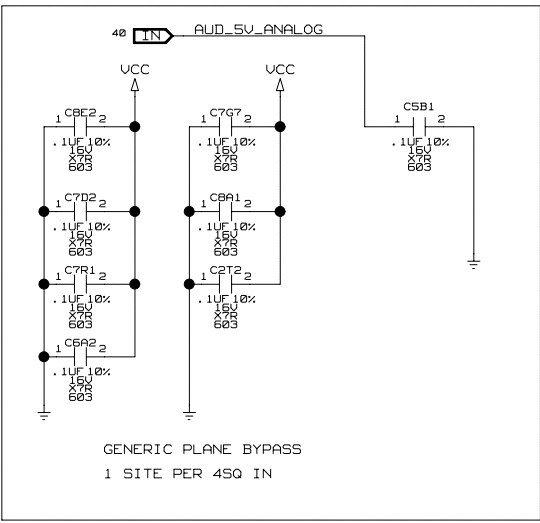 40 IN AUD_5V_ANALOG
VCC
VCC
C8E2
1 2
.1UF 10%
16V
X7R
603
C7D2
1 2
.1UF 10%
16V
X7R
603
C7R1
1 2
.1UF 10%
16V
X7R
603
C6A2
1 2
.1UF 10%
16V
X7R
603
C7G7
1 2
.1UF 10%
16V
X7R
603
C8A1
1 2
.1UF 10%
16V
X7R
603
C2T2
1 2
.1UF 10%
16V
X7R
603
C5B1
1 2
.1UF 10%
16V
X7R
603
GENERIC PLANE BYPASS
1 SITE PER 4SQ IN